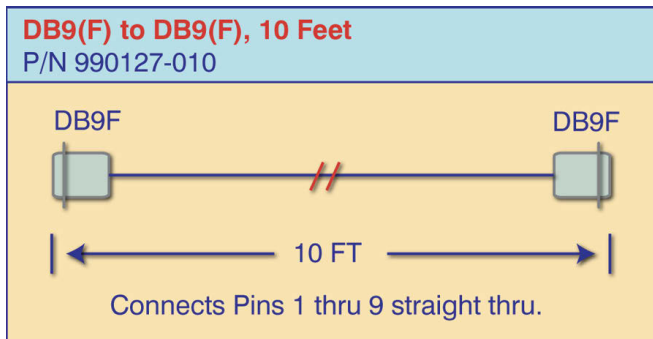 DB9(F) to DB9(F), 10 Feet
P/N 990127-010
DB9F
DB9F
10 FT
Connects Pins 1 thru 9 straight thru.